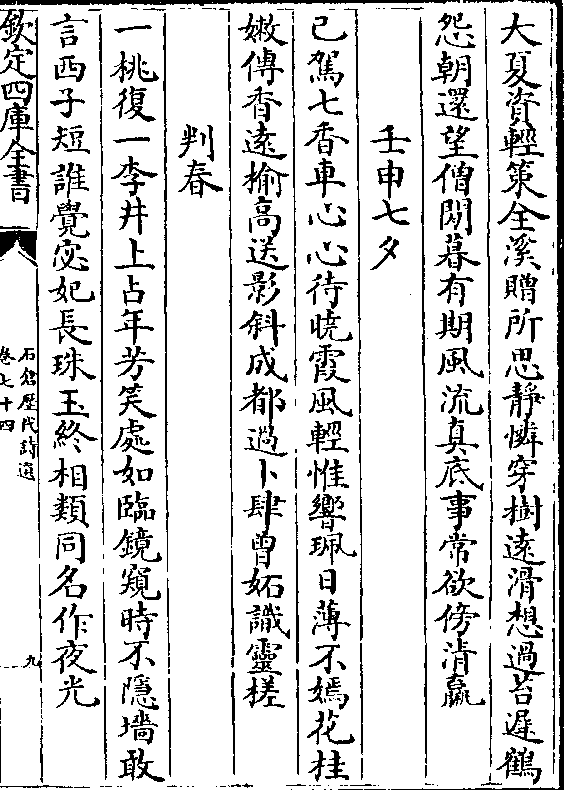 大夏資輕策全溪贈所思靜憐穿樹遠滑想過苔遲鶴
怨朝還望僧閒暮有期風流真底事常欲傍清羸
壬申七夕
已駕七香車心心待曉霞風輕惟響珮日薄不嫣花桂
嫩傳香遠榆高送影斜成都過卜肆曾妬識靈槎
判春
一桃復一李井上占年芳笑處如臨鏡窺時不隱墻敢
言西子短誰覺宓妃長珠玉終相類同名作夜光
欽定四庫全書
石倉歷代詩選
卷七十四
九